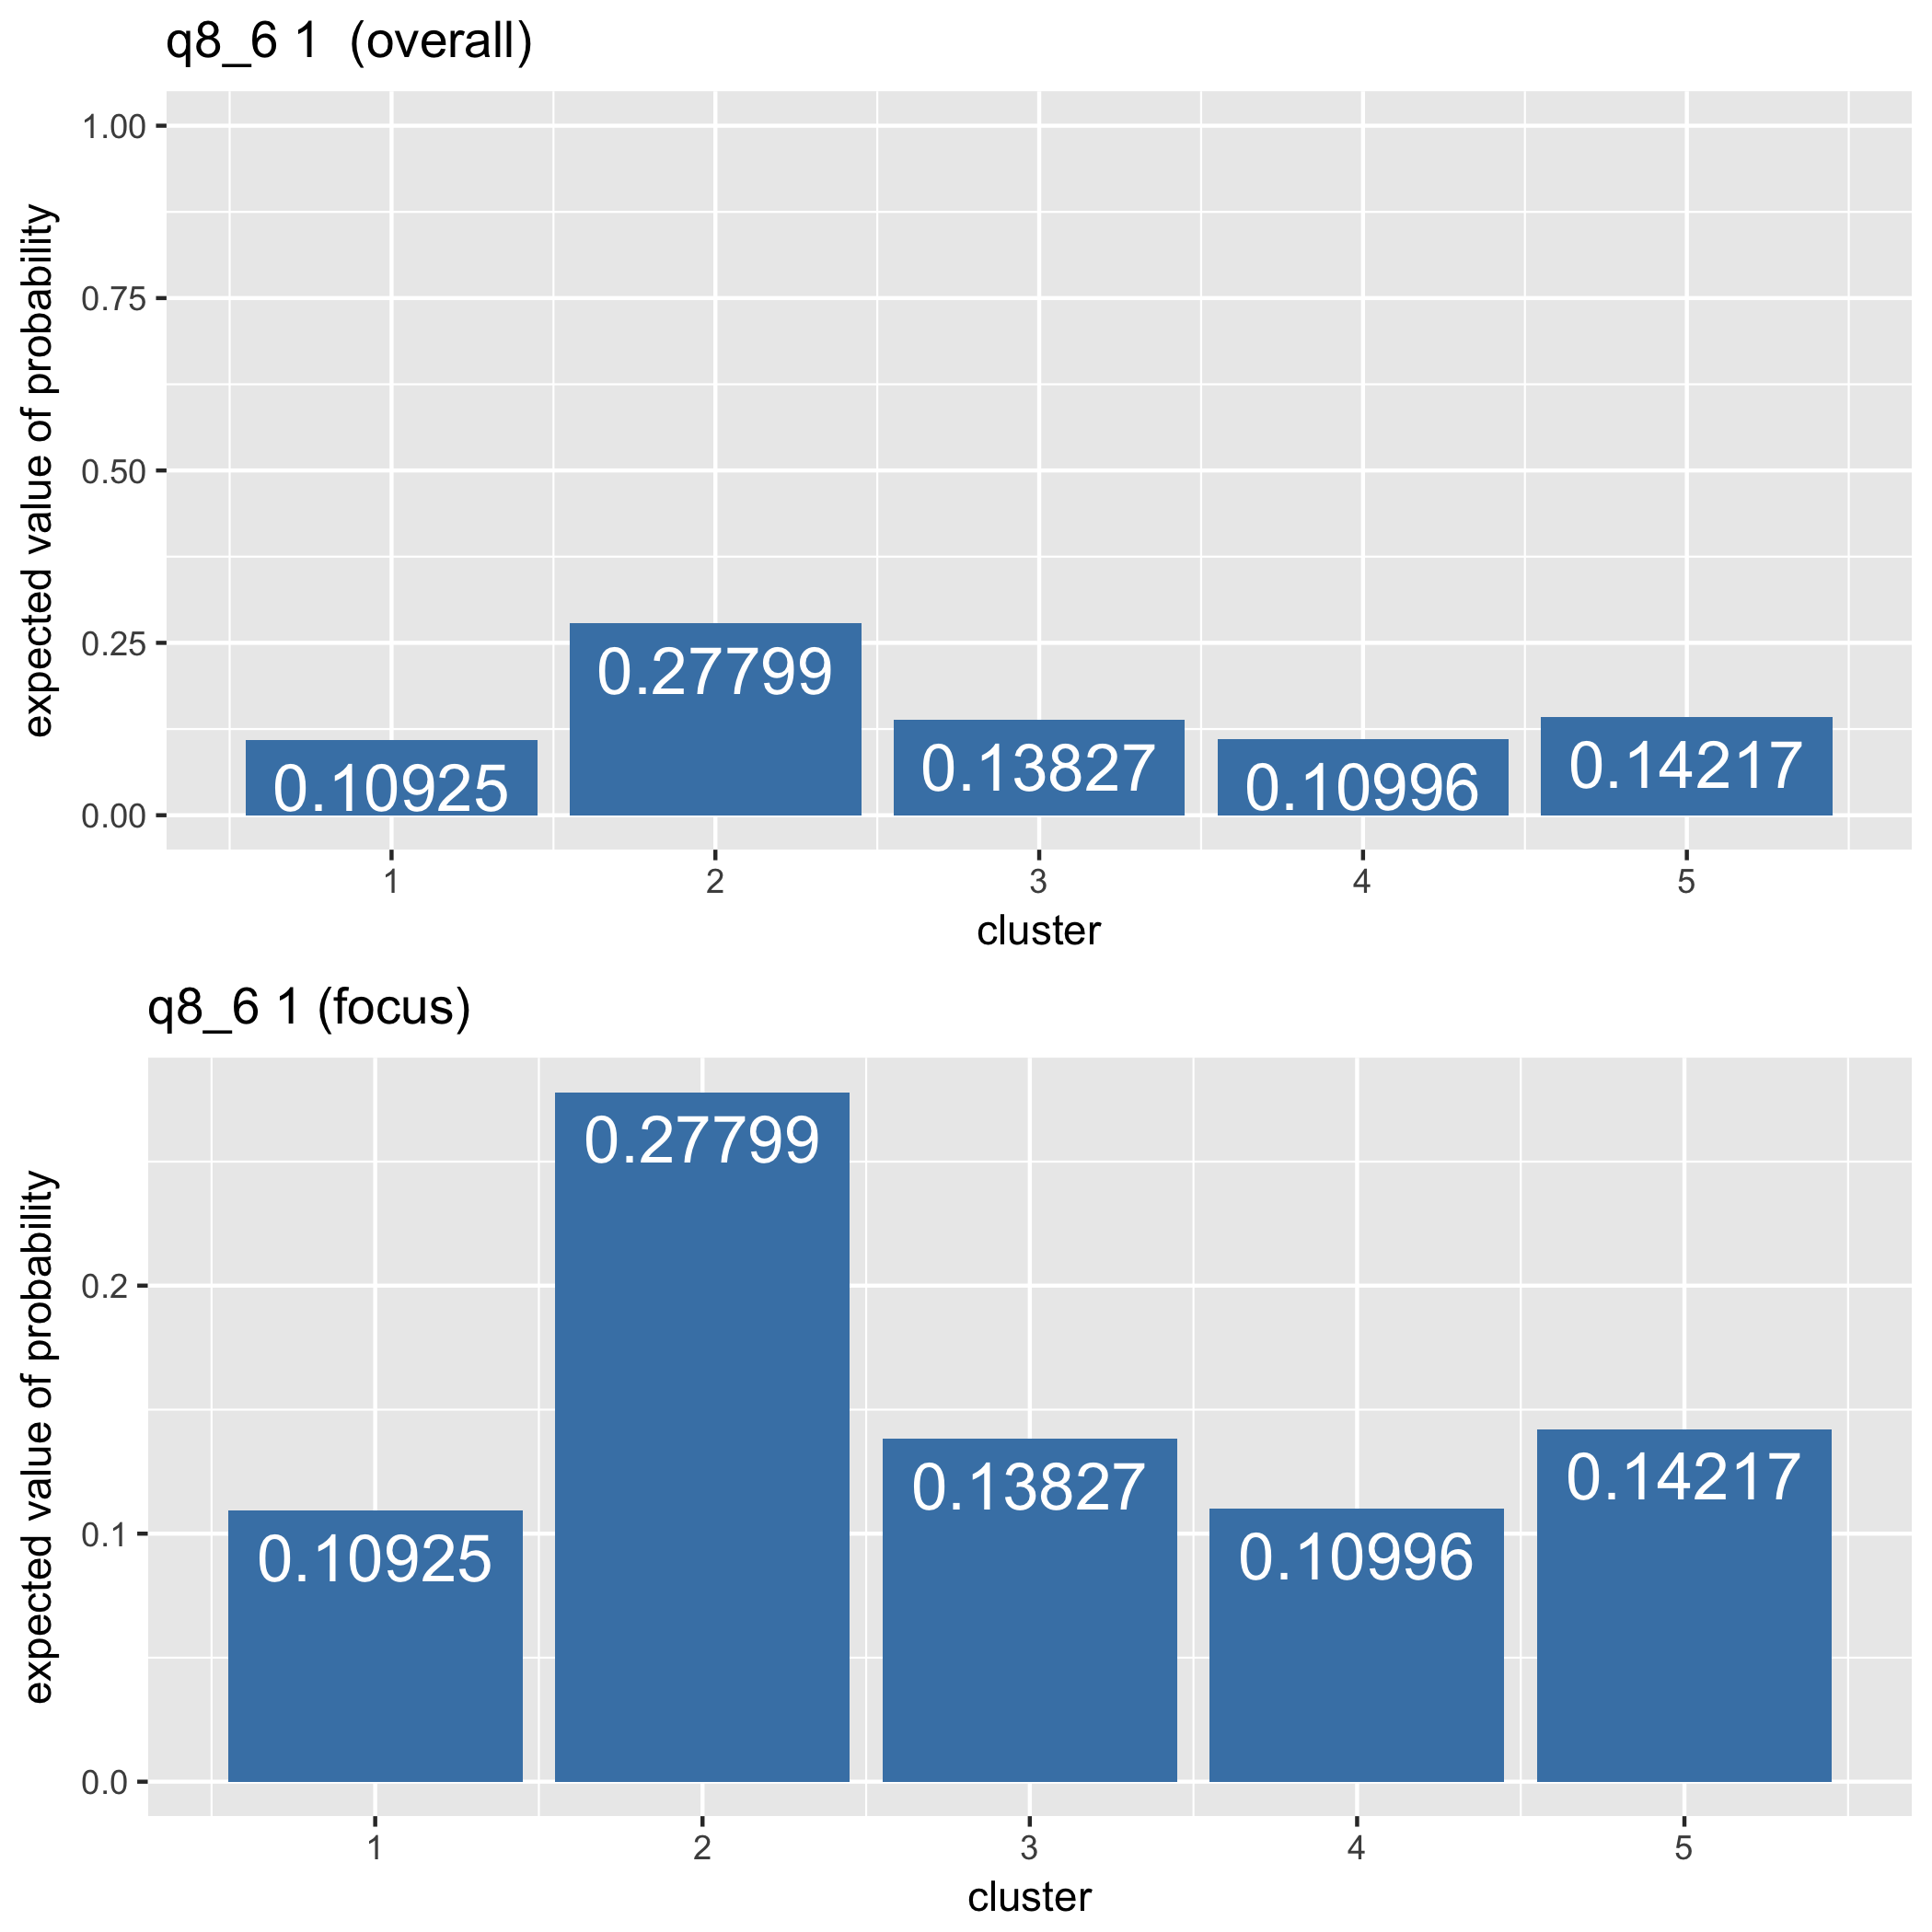 q8_6 1  (overall)
expected value of probability
1.00
0.75
0.50
0.25
0.00
0.10925
0.27799
0.13827
0.10996
0.14217
1 2 3 4 5
cluster
q8_6 1 (focus)
expected value of probability
0.2
0.1
0.0
0.10925
0.27799
0.13827
0.10996
0.14217
1 2 3 4 5
cluster